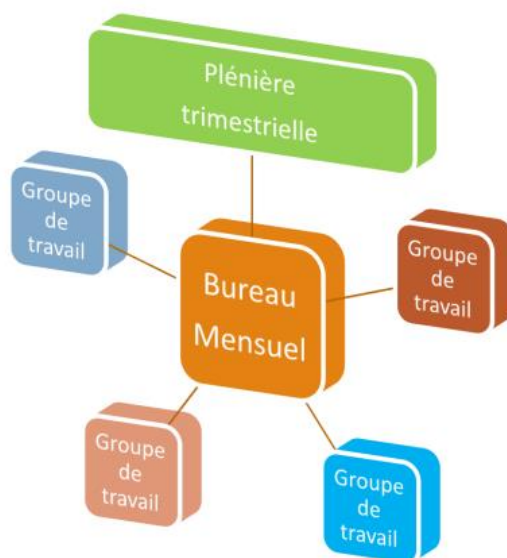 Plénière
trimestrielle
Groupe
de
travail
Groupe
de
travail
Bureau
Mensuel
Groupe
de
travail
Groupe
de
travail